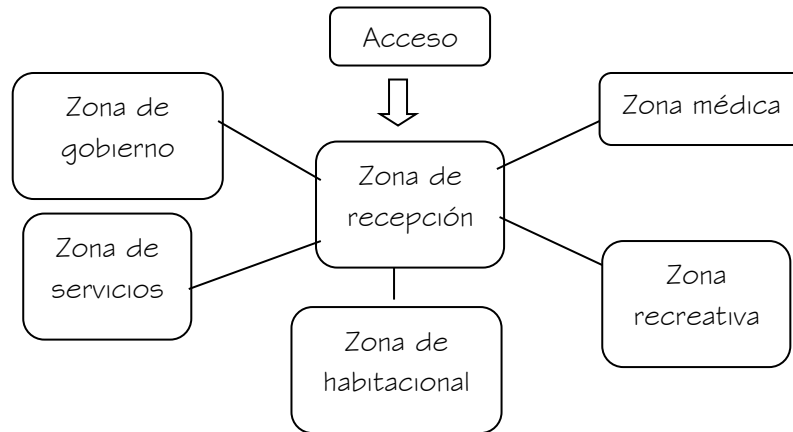 Acceso
Zona de
gobierno
Zona médica
Zona de
recepción
Zona de
servicios
Zona
recreativa
Zona de
habitacional